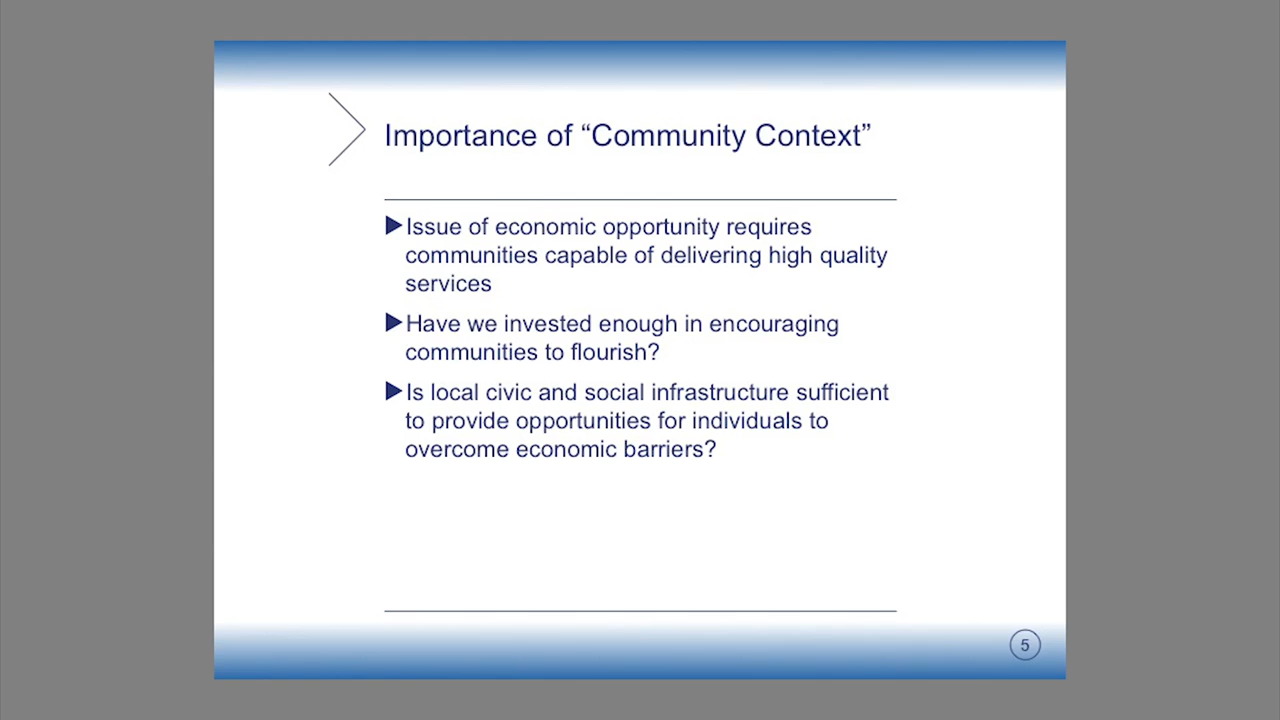 Importance of “Community Context”
▶Issue of economic opportunity requires
communities capable of delivering high quality
services
▶Have we invested enough in encouraging
communities to flourish?
▶Is local civic and social infrastructure sufficient
to provide opportunities for individuals to
overcome economic barriers?
5